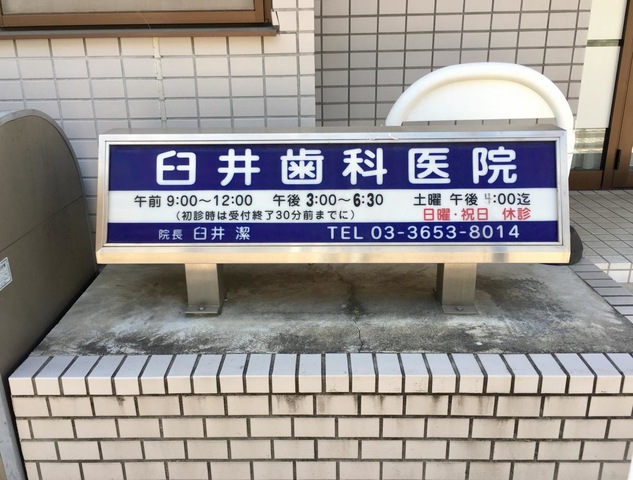 臼井歯科医院
午前 9:00〜12:00 午後 3:00〜6:30 土曜 午後 4:00迄
(初診時は受付終了30分前までに) 日曜・祝日 休診
院長 臼井 潔 TEL 03-3653-8014